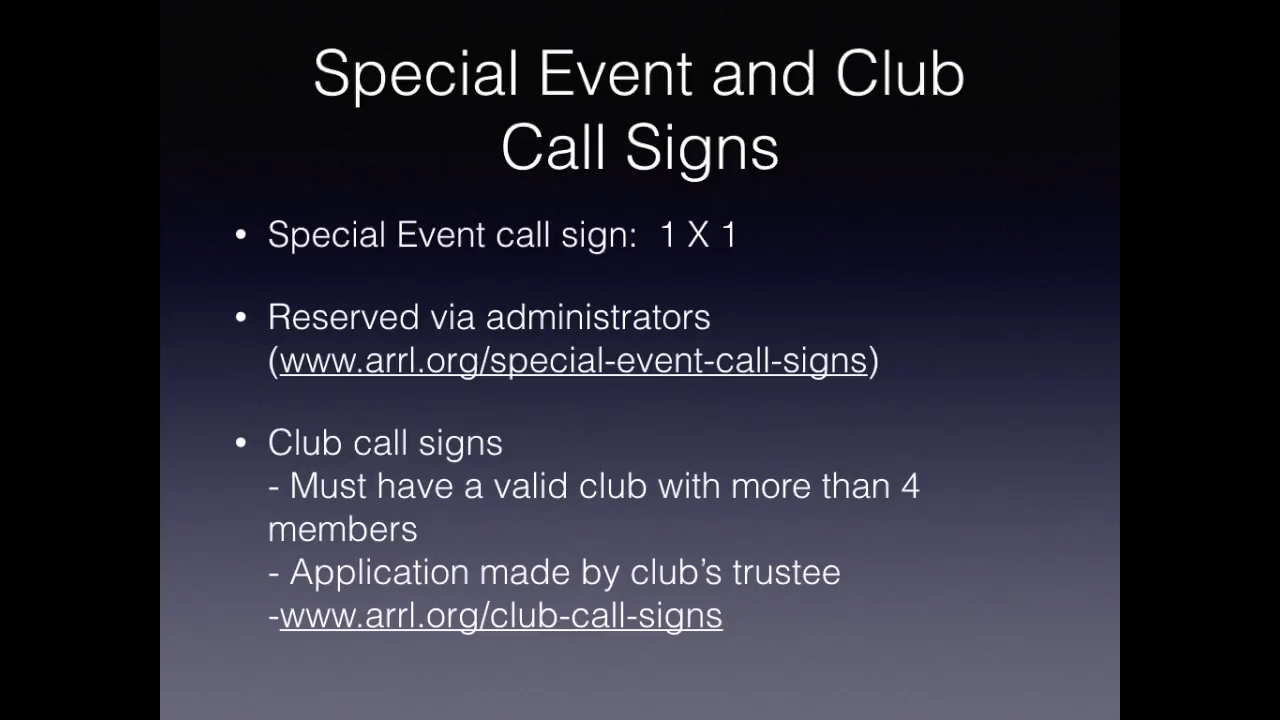 Special Event and Club
Call Signs
• Special Event call sign: 1 X 1
• Reserved via administrators
(www.arrl.org/special-event-call-signs)
• Club call signs
- Must have a valid club with more than 4
members
- Application made by club’s trustee
-www.arrl.org/club-call-signs